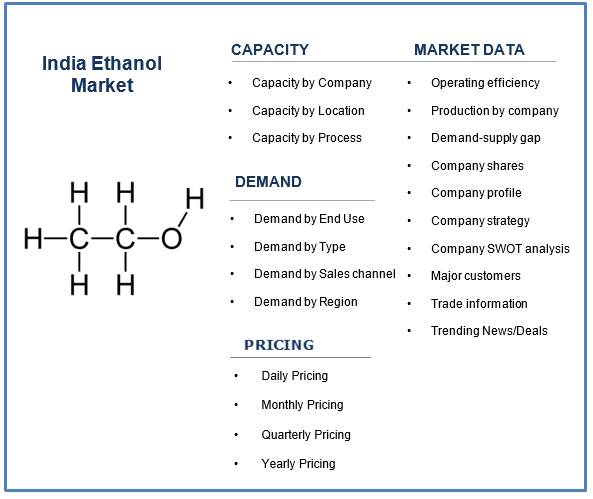 India Ethanol
Market
H H H
H-C-C-O
H H
CAPACITY
• Capacity by Company
• Capacity by Location
• Capacity by Process
DEMAND
• Demand by End Use
• Demand by Type
• Demand by Sales channel
• Demand by Region
PRICING
• Daily Pricing
• Monthly Pricing
• Quarterly Pricing
• Yearly Pricing
MARKET DATA
• Operating efficiency
• Production by company
• Demand-supply gap
• Company shares
• Company profile
• Company strategy
• Company SWOT analysis
• Major customers
• Trade information
• Trending News/Deals